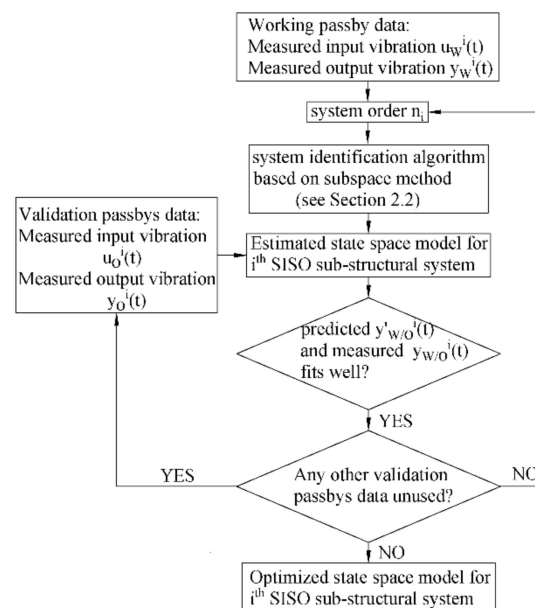 Working passby data:
Measured input vibration u_W^i(t)
Measured output vibration y_W^i(t)
system order n_i
system identification algorithm
based on subspace method
(see Section 2.2)
Validation passbys data:
Measured input vibration
u_O^i(t)
Measured output vibration
y_O^i(t)
Estimated state space model for
i^th SISO sub-structural system
predicted y'_W/O^i(t)
and measured y_W/O^i(t)
fits well?
YES
YES
Any other validation
passbys data unused?
NO
NO
Optimized state space model for
i^th SISO sub-structural system